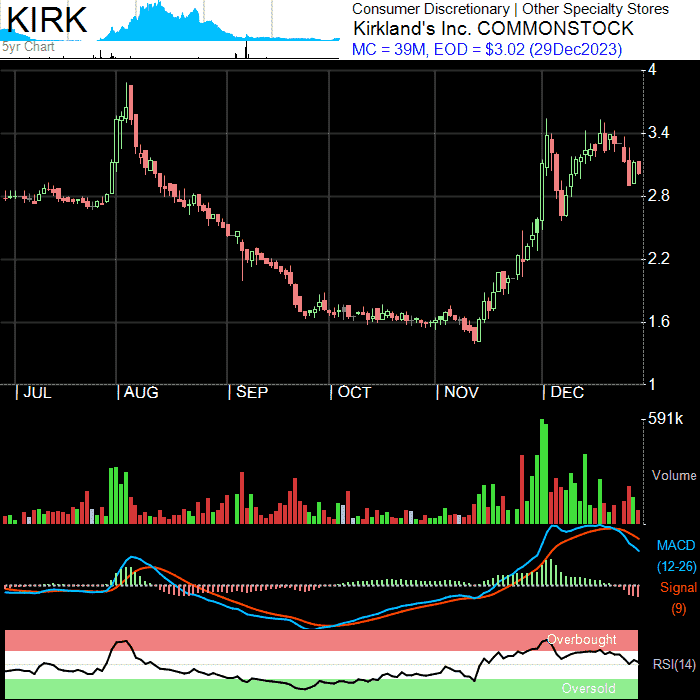 KIRK
5yr Chart
Consumer Discretionary | Other Specialty Stores
Kirkland's Inc. COMMONSTOCK
MC = 39M, EOD = $3.02 (29Dec2023)
4
3.4
2.8
2.2
1.6
1
| JUL | AUG | SEP | OCT | NOV | DEC
591k
Volume
MACD
(12-26)
Signal
(9)
Overbought
RSI(14)
Oversold